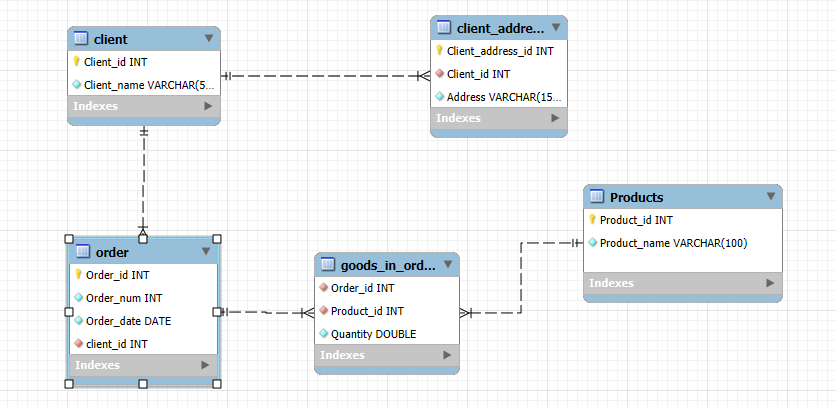 client
Client_id INT
Client_name VARCHAR(5...
Indexes
client_addre...
Client_address_id INT
Client_id INT
Address VARCHAR(15...
Indexes
order
Order_id INT
Order_num INT
Order_date DATE
client_id INT
Indexes
goods_in_ord...
Order_id INT
Product_id INT
Quantity DOUBLE
Indexes
Products
Product_id INT
Product_name VARCHAR(100)
Indexes